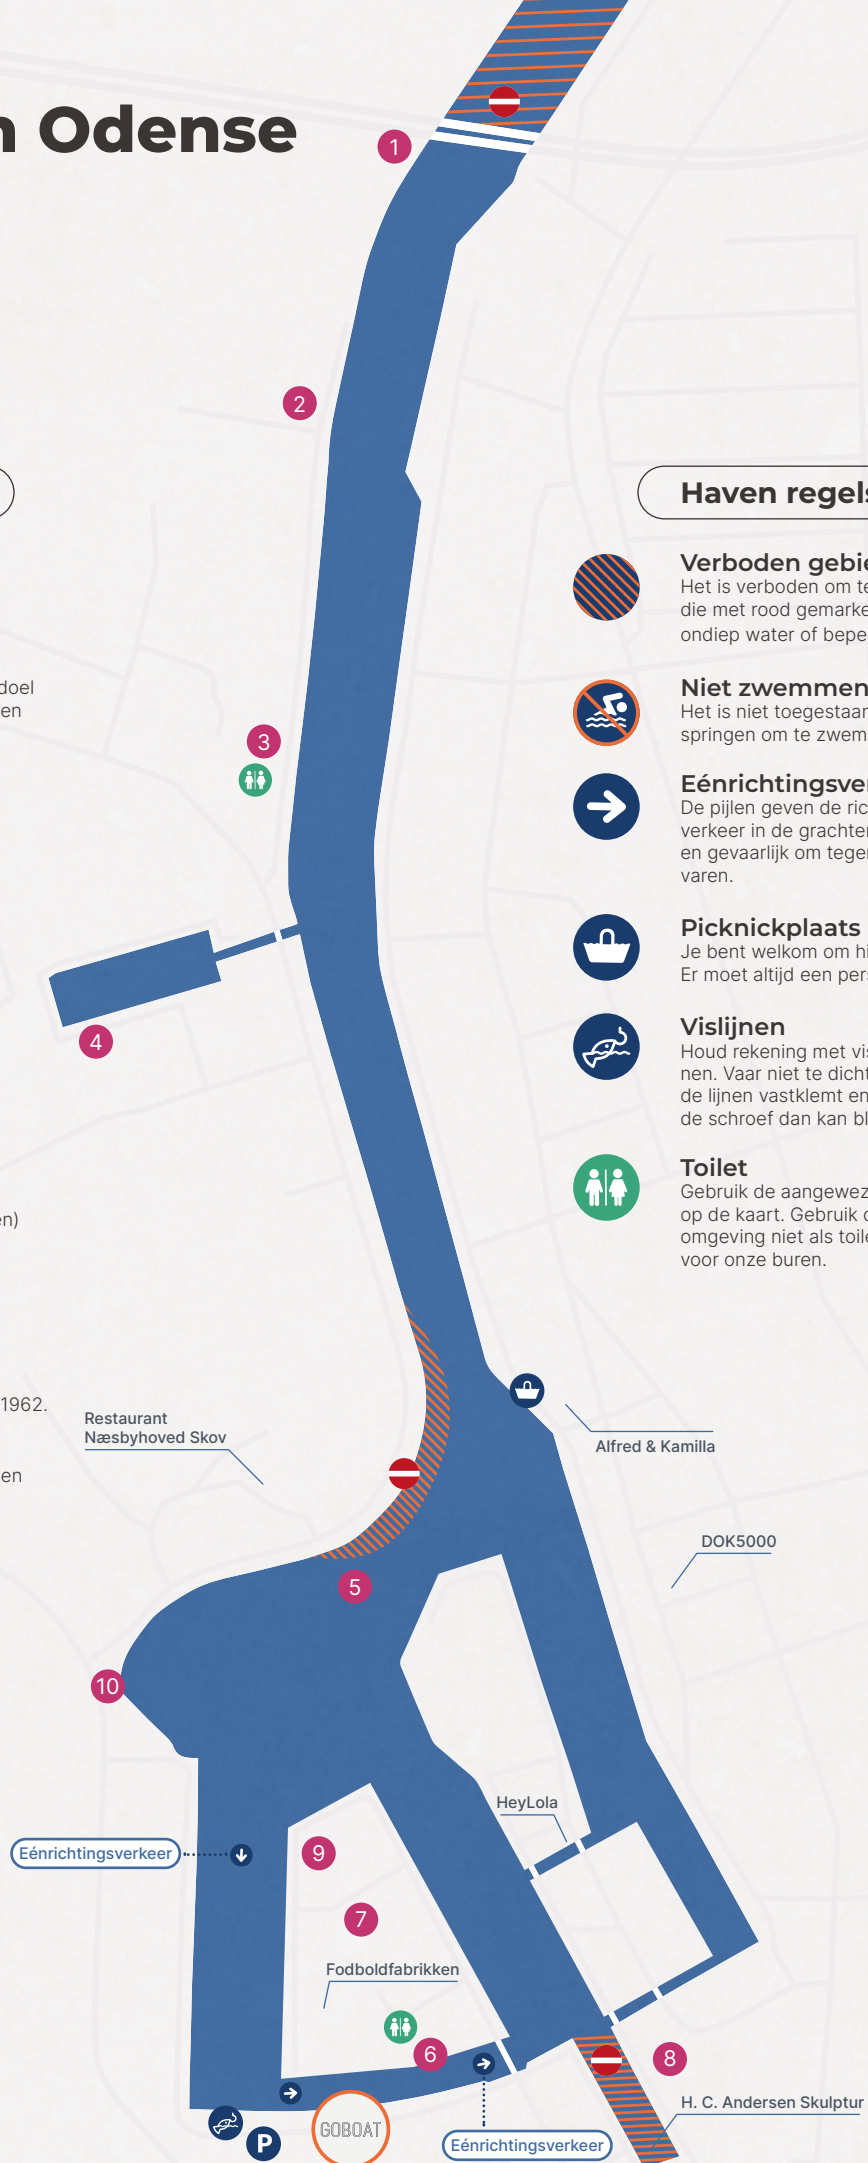 n Odense
1
2
Haven regels
Verboden gebie
Het is verboden om te
die met rood gemarke
ondiep water of bepe
doel
en
Niet zwemmen
Het is niet toegestaan
springen om te zwem
3
Eénrichtingsver
De pijlen geven de ric
verkeer in de grachten
en gevaarlijk om tegen
varen.
Picknickplaats
Je bent welkom om hi
Er moet altijd een pers
4
Vislijnen
Houd rekening met vis
nen. Vaar niet te dicht
de lijnen vastklemt en
de schroef dan kan bl
Toilet
Gebruik de aangewez
op de kaart. Gebruik d
omgeving niet als toile
voor onze buren.
en)
1962.
en
Restaurant
Næsbyhoved Skov
Alfred & Kamilla
DOK5000
5
10
HeyLola
Eénrichtingsverkeer
9
7
Fodboldfabrikken
6
8
H. C. Andersen Skulptur
P
GOBOAT
Eénrichtingsverkeer